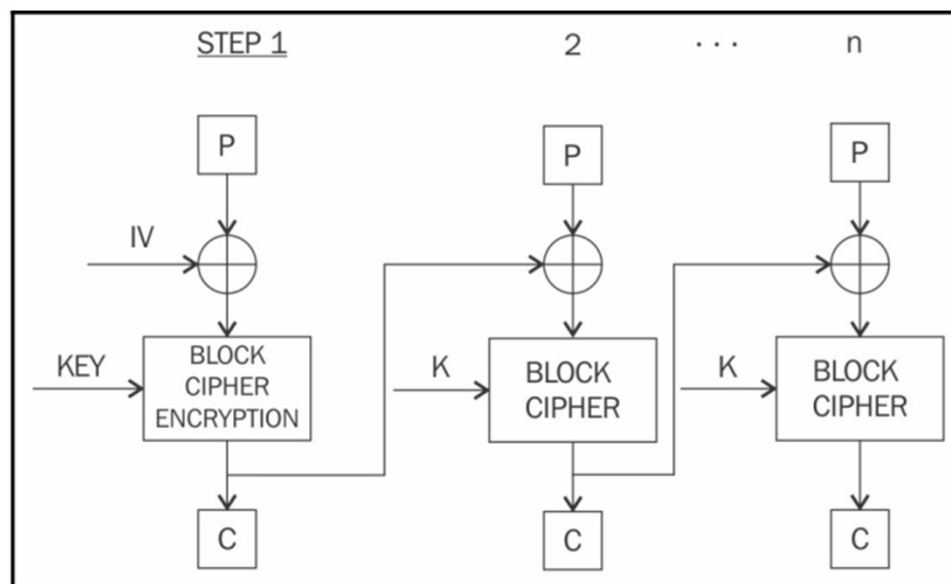 STEP 1 2 ... n
P P P
IV
KEY BLOCK CIPHER ENCRYPTION K BLOCK CIPHER K BLOCK CIPHER
C C C